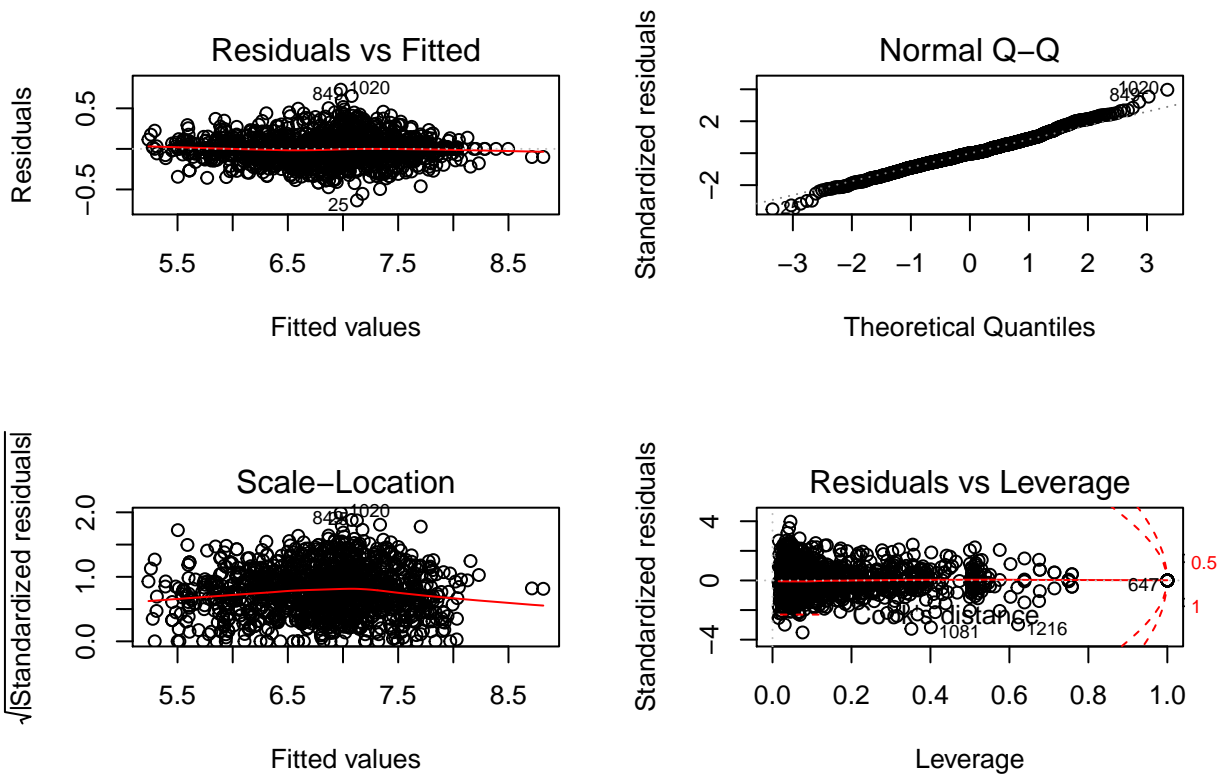 Residuals vs Fitted
Residuals
0.5
−0.5
849
1020
25
5.5 6.5 7.5 8.5
Fitted values
Normal Q−Q
Standardized residuals
2
−2
1020
849
25
−3 −2 −1 0 1 2 3
Theoretical Quantiles
Scale−Location
√|Standardized residuals|
2.0
1.0
0.0
849
1020
5.5 6.5 7.5 8.5
Fitted values
Residuals vs Leverage
Standardized residuals
4
0
−4
0.5
1
647
Cook's distance
1081
1216
0.0 0.2 0.4 0.6 0.8 1.0
Leverage